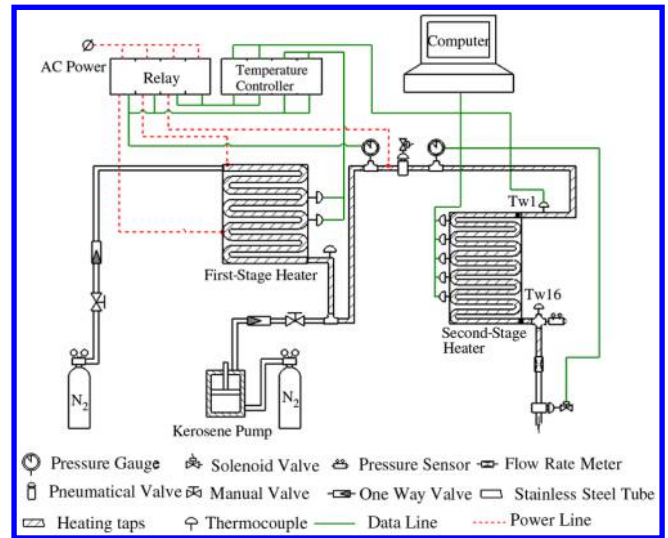 Computer
AC Power
Relay
Temperature
Controller
Tw1
First-Stage Heater
Tw16
Second-Stage
Heater
N2
N2
Kerosene Pump
Pressure Gauge
Solenoid Valve
Pressure Sensor
Flow Rate Meter
Pneumatical Valve
Manual Valve
One Way Valve
Stainless Steel Tube
Heating taps
Thermocouple
Data Line
Power Line